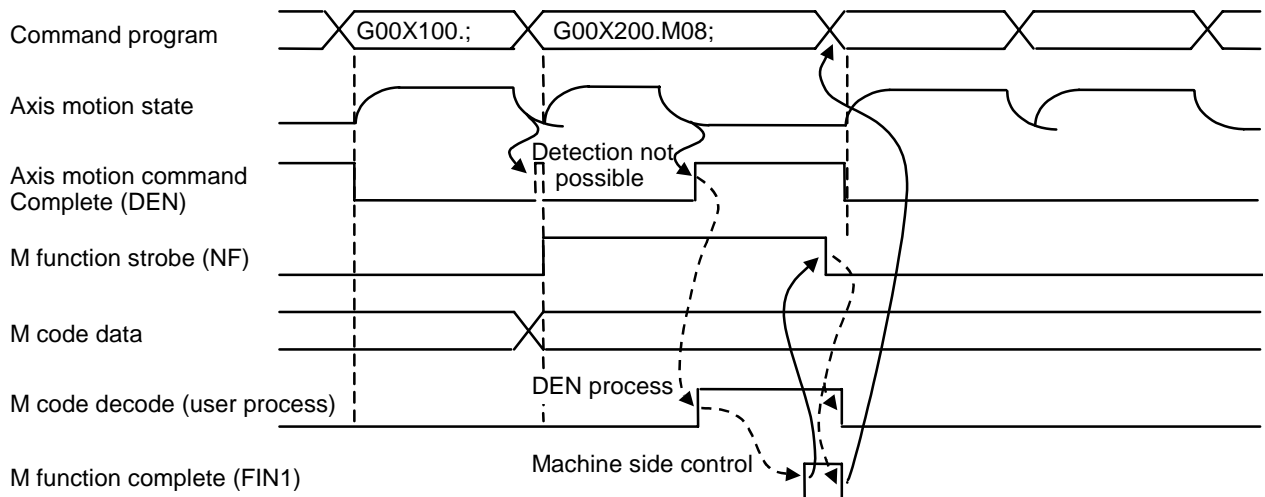 Command program
G00X100.;
G00X200.M08;
Axis motion state
Detection not
possible
Axis motion command
Complete (DEN)
M function strobe (NF)
M code data
DEN process
M code decode (user process)
Machine side control
M function complete (FIN1)